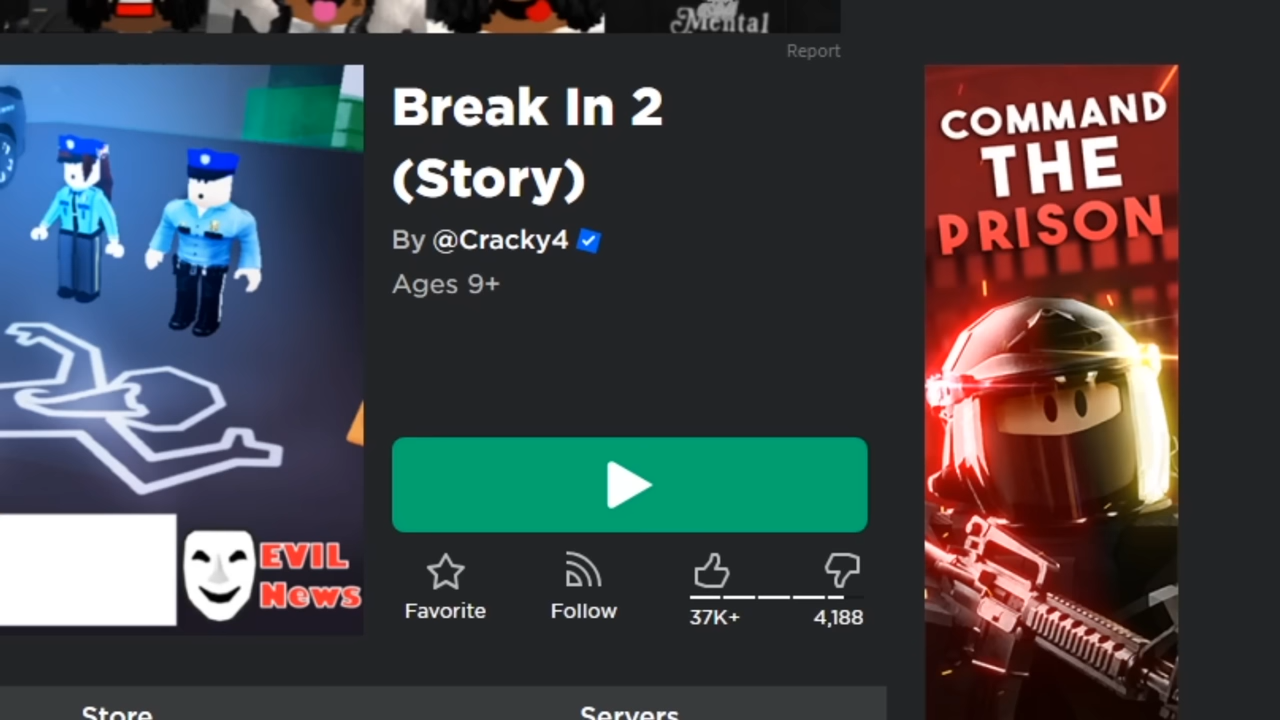 Mental
Report
Break In 2
(Story)
By @Cracky4
Ages 9+
COMMAND
THE
PRISON
EVIL
News
Favorite
Follow
37K+
4,188
Store
Servers